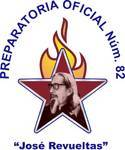 PREPARATORIA OFICIAL Núm. 82
"José Revueltas"